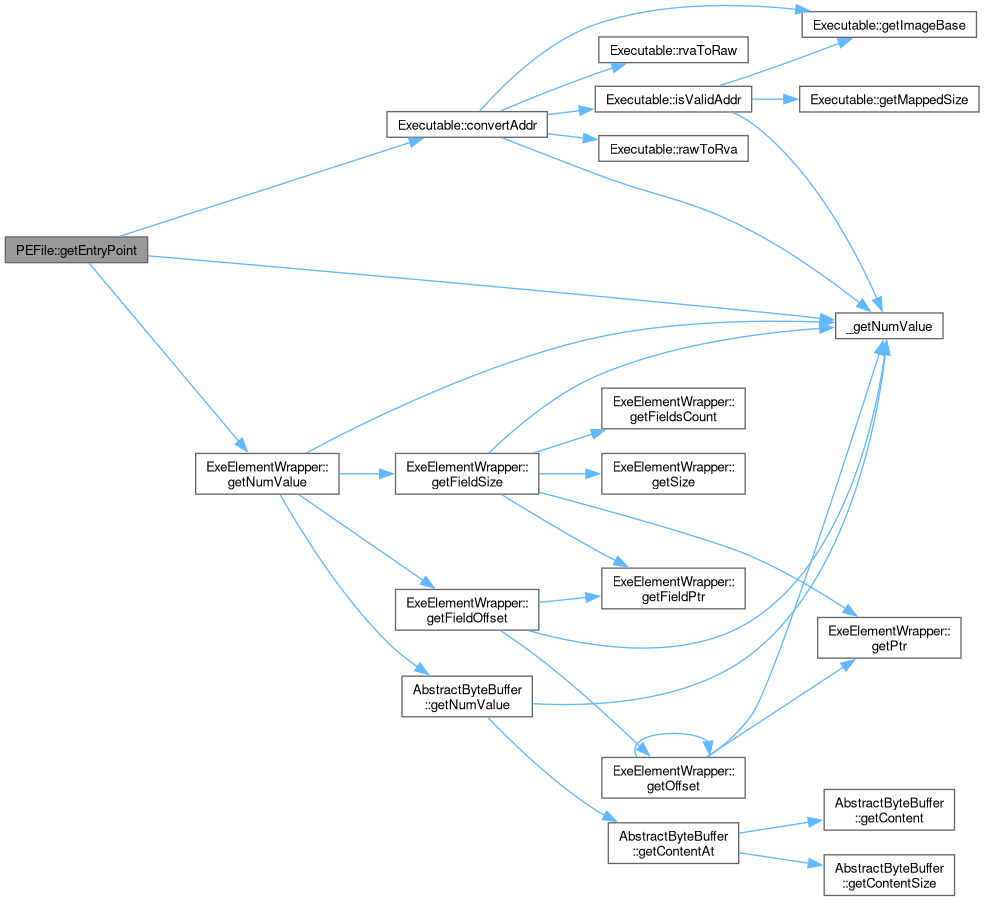 Executable::getImageBase
Executable::rvaToRaw
Executable::isValidAddr
Executable::getMappedSize
Executable::convertAddr
Executable::rawToRva
PEFile::getEntryPoint
_getNumValue
ExeElementWrapper::
getFieldsCount
ExeElementWrapper::
getNumValue
ExeElementWrapper::
getFieldSize
ExeElementWrapper::
getSize
ExeElementWrapper::
getFieldPtr
ExeElementWrapper::
getFieldOffset
ExeElementWrapper::
getPtr
AbstractByteBuffer
::getNumValue
ExeElementWrapper::
getOffset
AbstractByteBuffer
::getContent
AbstractByteBuffer
::getContentAt
AbstractByteBuffer
::getContentSize